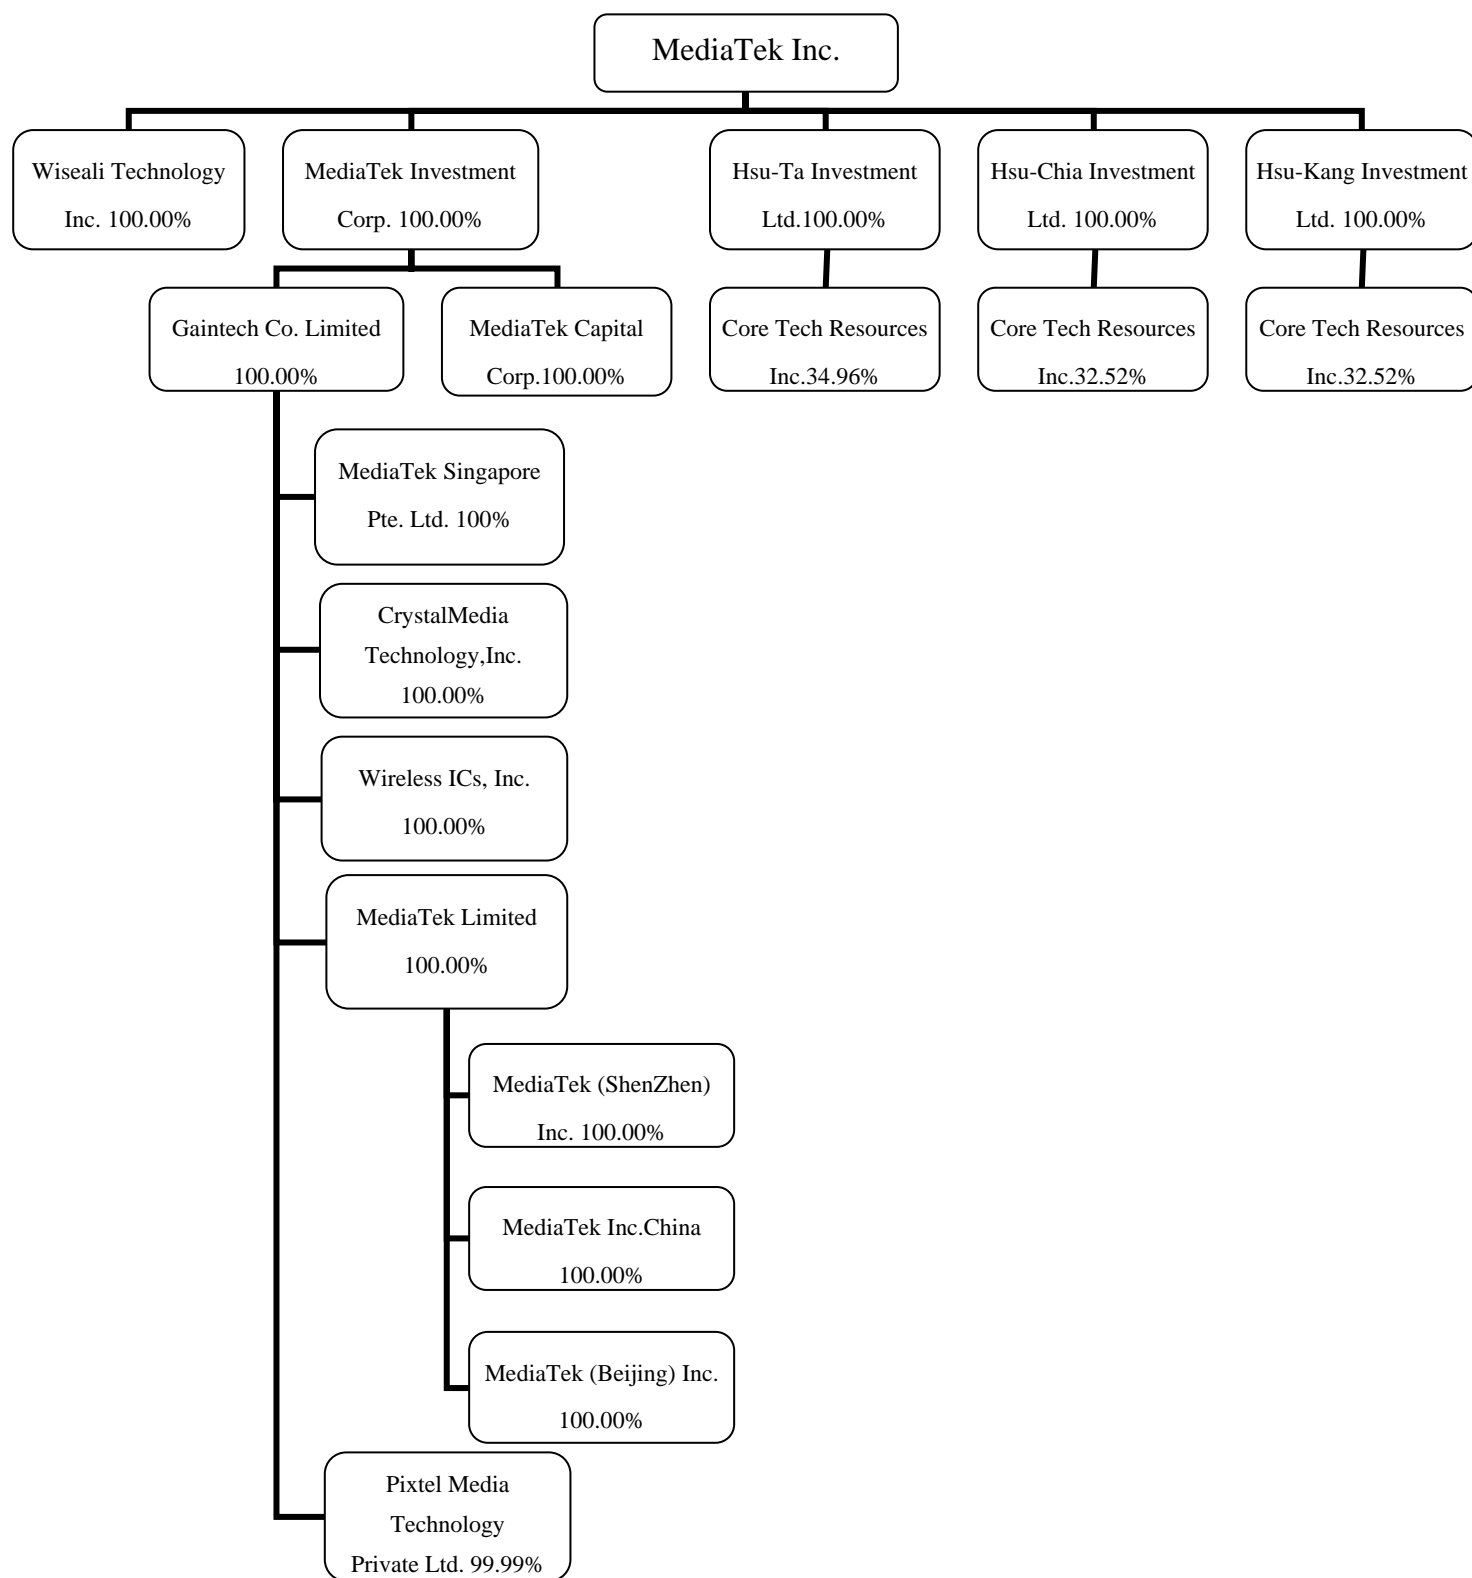 MediaTek Inc.
Wiseali Technology
Inc. 100.00%
MediaTek Investment
Corp. 100.00%
Hsu-Ta Investment
Ltd.100.00%
Hsu-Chia Investment
Ltd. 100.00%
Hsu-Kang Investment
Ltd. 100.00%
Gaintech Co. Limited
100.00%
MediaTek Capital
Corp.100.00%
Core Tech Resources
Inc.34.96%
Core Tech Resources
Inc.32.52%
Core Tech Resources
Inc.32.52%
MediaTek Singapore
Pte. Ltd. 100%
CrystalMedia
Technology,Inc.
100.00%
Wireless ICs, Inc.
100.00%
MediaTek Limited
100.00%
MediaTek (ShenZhen)
Inc. 100.00%
MediaTek Inc.China
100.00%
MediaTek (Beijing) Inc.
100.00%
Pixtel Media
Technology
Private Ltd. 99.99%